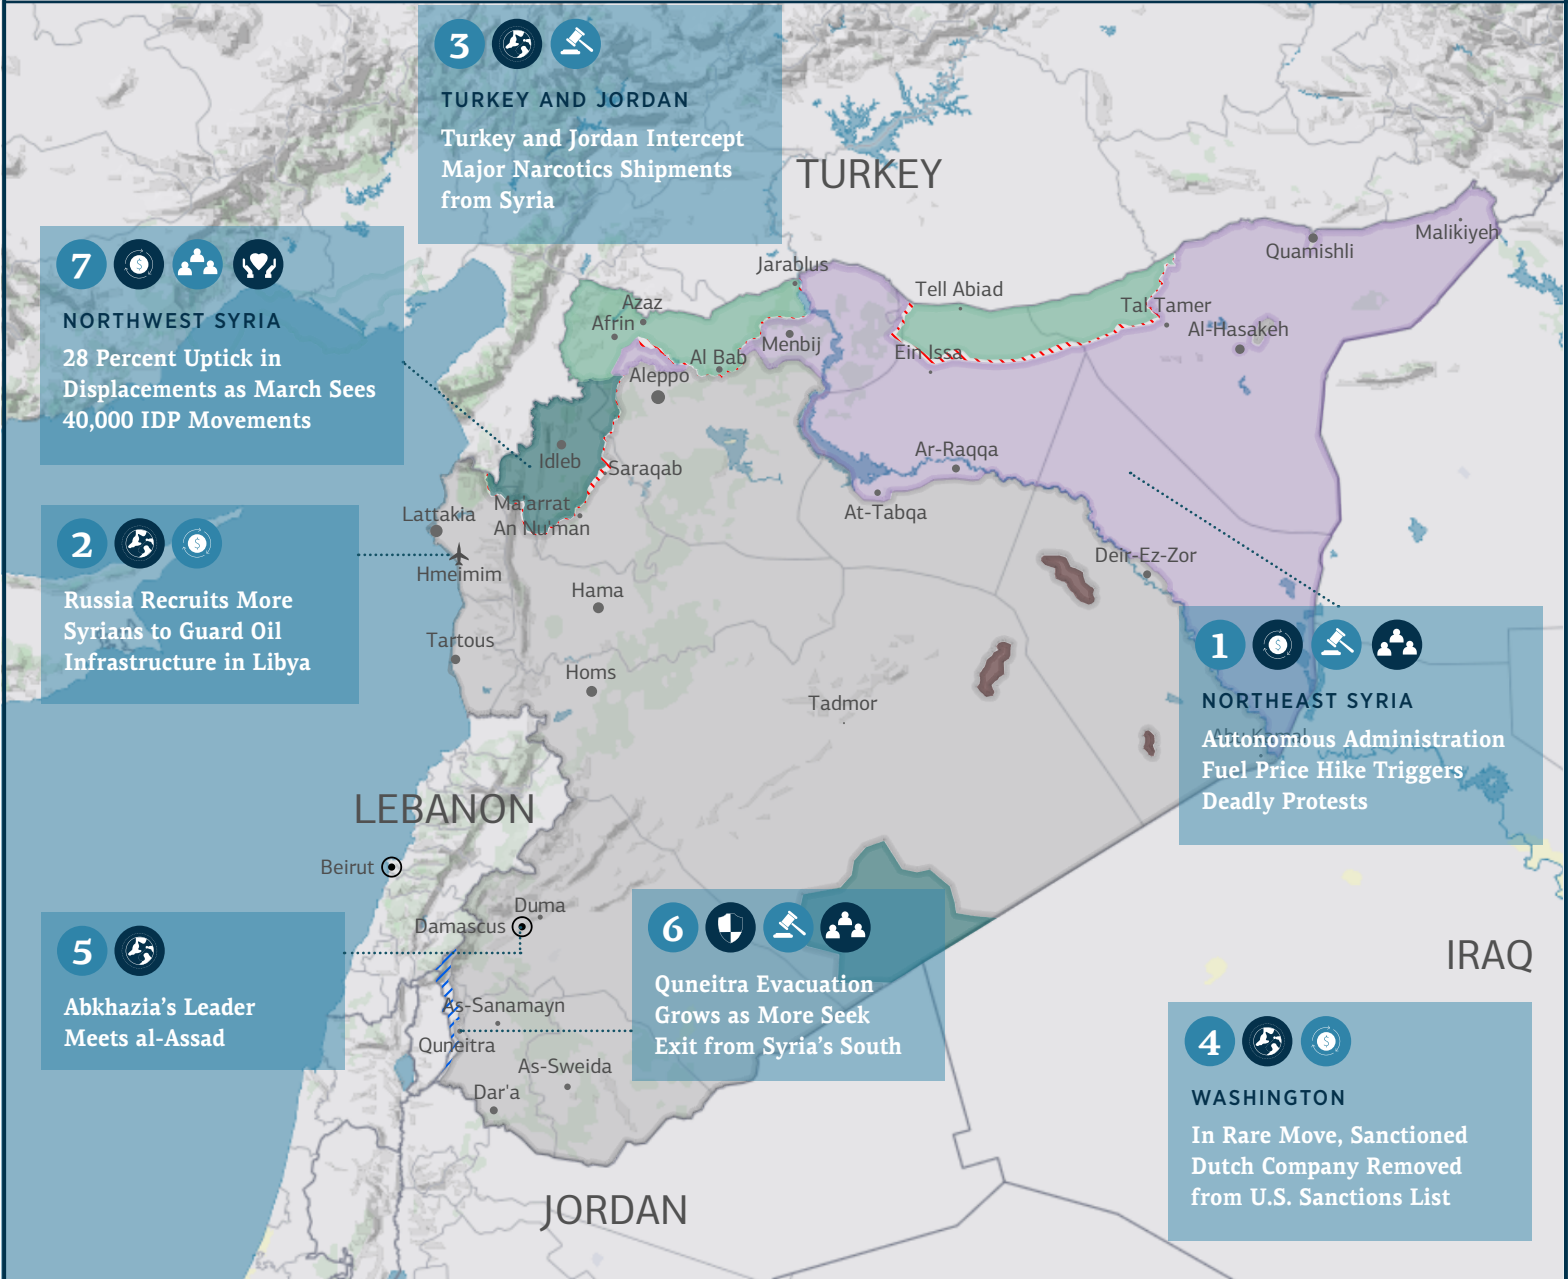 3
TURKEY AND JORDAN
Turkey and Jordan Intercept
Major Narcotics Shipments
from Syria
TURKEY
7
NORTHWEST SYRIA
28 Percent Uptick in
Displacements as March Sees
40,000 IDP Movements
Malikiyeh
Quamishli
Jarablus
Tell Abiad
Azaz
Tal Tamer
Afrin
Al-Hasakeh
Menbij
Ein Issa
Al Bab
Aleppo
Ar-Raqqa
Idleb
Saraqab
Ma'arrat
An Nu'man
At-Tabqa
Lattakia
2
Russia Recruits More
Syrians to Guard Oil
Infrastructure in Libya
Hmeimim
Deir-Ez-Zor
Hama
Tartous
Homs
Tadmor
1
NORTHEAST SYRIA
Abu Kamal
Autonomous Administration
Fuel Price Hike Triggers
Deadly Protests
LEBANON
Beirut
Duma
Damascus
5
Abkhazia's Leader
Meets al-Assad
6
Quneitra Evacuation
Grows as More Seek
Exit from Syria's South
IRAQ
As-Sanamayn
Quneitra
As-Sweida
Dar'a
4
WASHINGTON
In Rare Move, Sanctioned
Dutch Company Removed
from U.S. Sanctions List
JORDAN